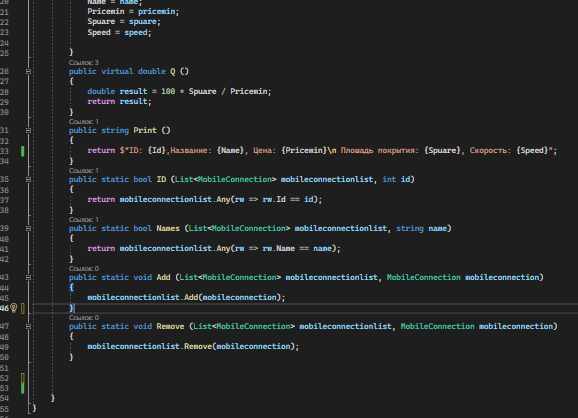 20 Name = name;
21 Pricemin = pricemin;
22 Spuare = spuare;
23 Speed = speed;
24
25 }
Ссылок: 3
26 public virtual double Q ()
27 {
28 double result = 100 * Spuare / Pricemin;
29 return result;
30 }
Ссылок: 1
31 public string Print ()
32 {
33 return $"ID: {Id},Название: {Name}, Цена: {Pricemin}\n Площадь покрытия: {Spuare}, Скорость: {Speed}";
34 }
Ссылок: 1
35 public static bool ID (List<MobileConnection> mobileconnectionlist, int id)
36 {
37 return mobileconnectionlist.Any(rw => rw.Id == id);
38 }
Ссылок: 1
39 public static bool Names (List<MobileConnection> mobileconnectionlist, string name)
40 {
41 return mobileconnectionlist.Any(rw => rw.Name == name);
42 }
Ссылок: 0
43 public static void Add (List<MobileConnection> mobileconnectionlist, MobileConnection mobileconnection)
44 {
45 mobileconnectionlist.Add(mobileconnection);
46 }
Ссылок: 0
47 public static void Remove (List<MobileConnection> mobileconnectionlist, MobileConnection mobileconnection)
48 {
49 mobileconnectionlist.Remove(mobileconnection);
50 }
51
52
53
54 }
55 }